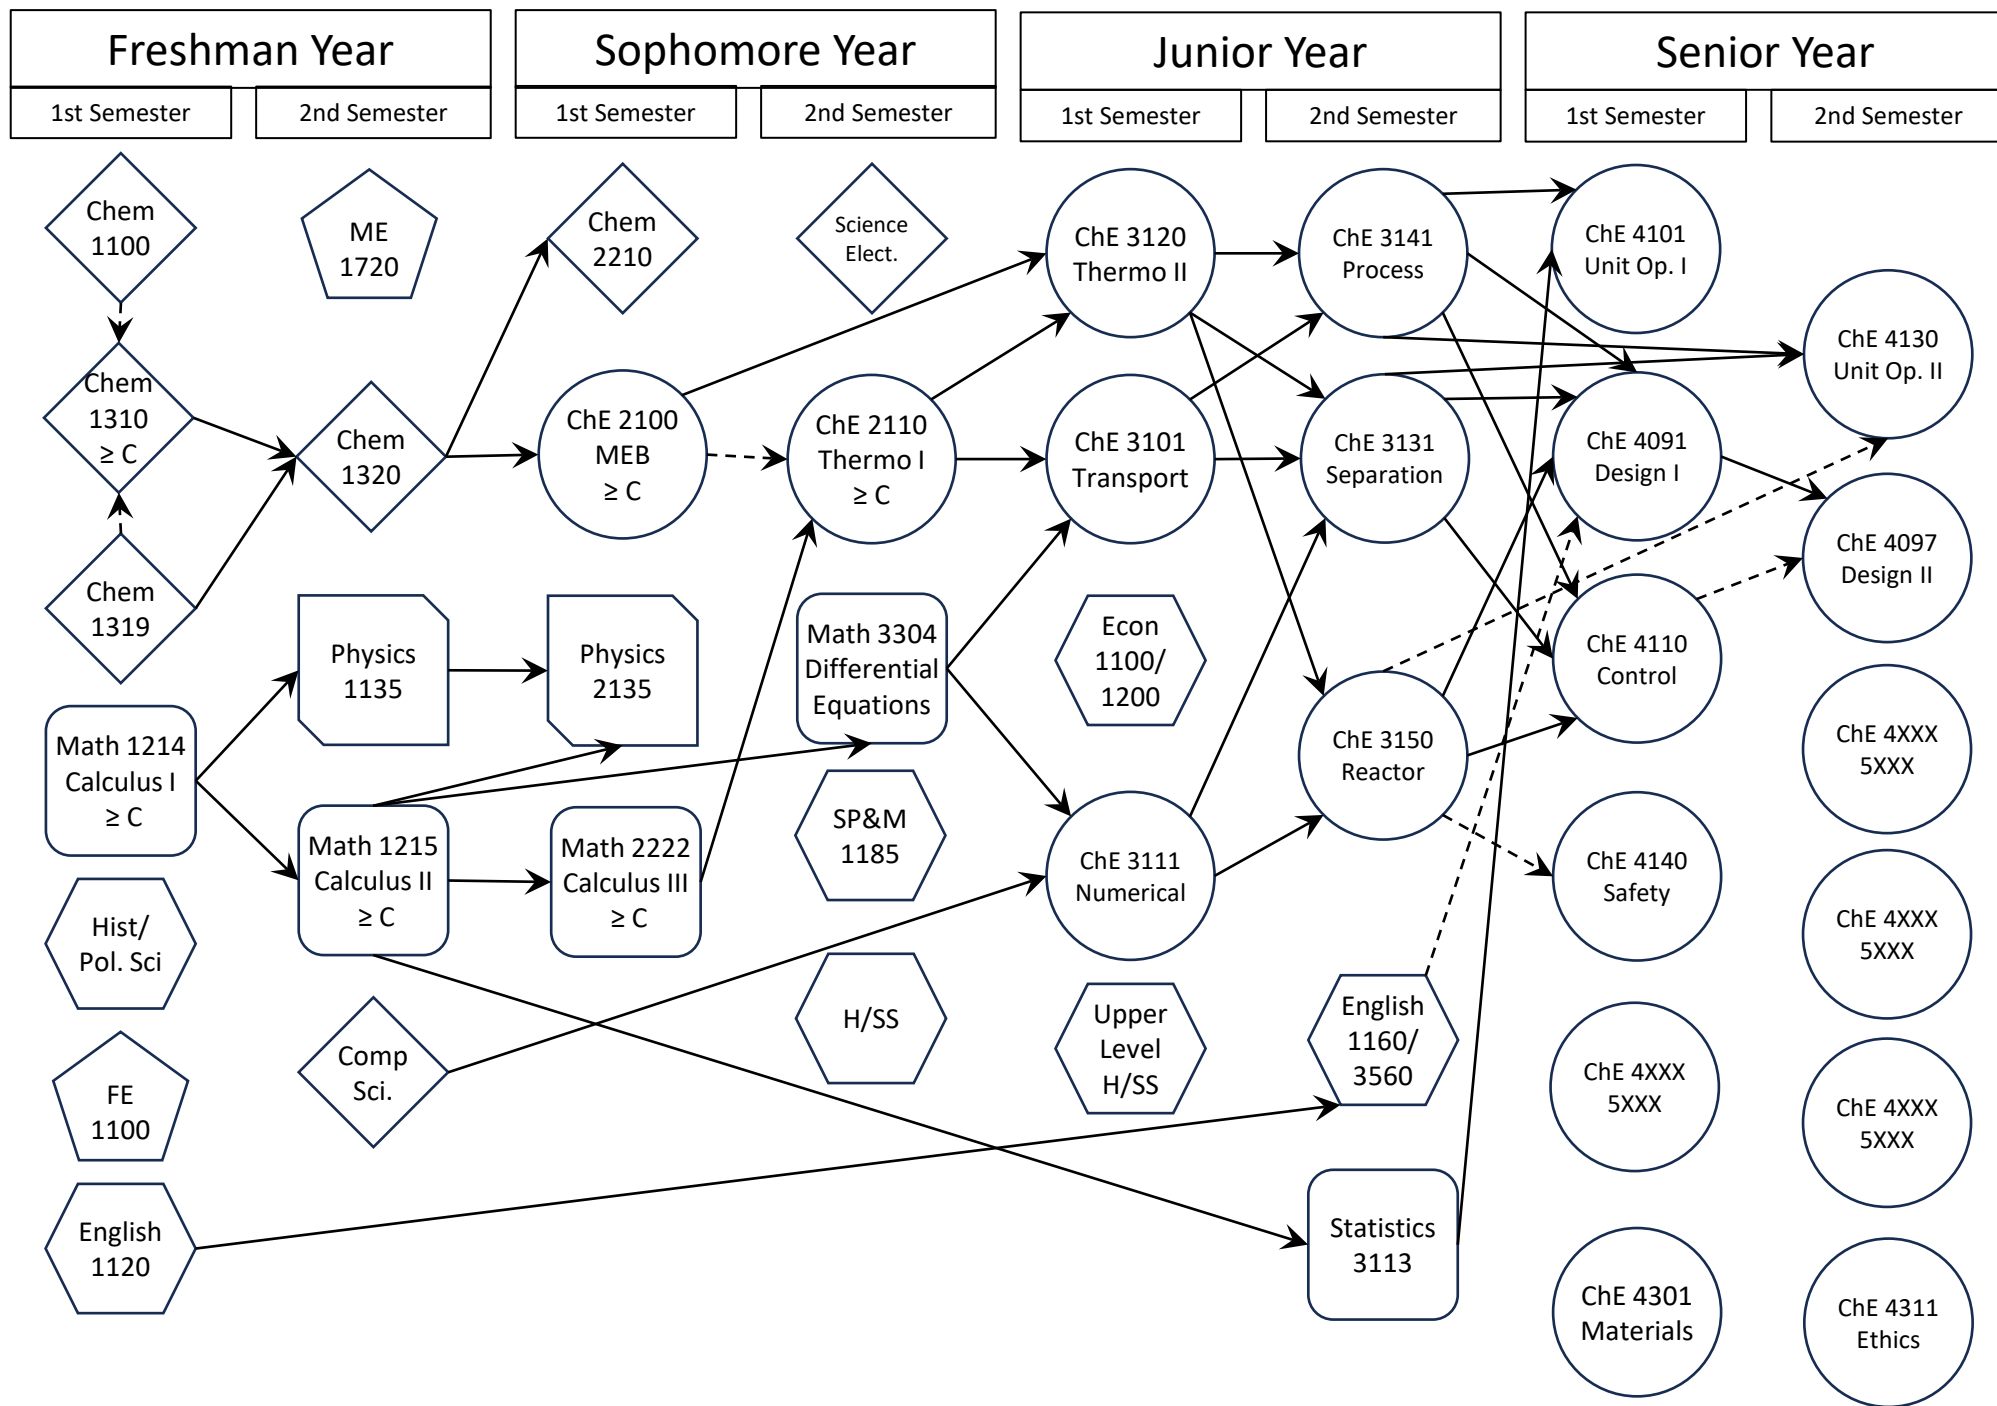 Freshman Year
Sophomore Year
Junior Year
Senior Year
1st Semester
2nd Semester
1st Semester
2nd Semester
1st Semester
2nd Semester
1st Semester
2nd Semester
Chem
1100
Chem
1310
≥ C
Chem
1319
Math 1214
Calculus I
≥ C
Hist/
Pol. Sci
FE
1100
English
1120
ME
1720
Chem
1320
Physics
1135
Math 1215
Calculus II
≥ C
Comp
Sci.
Chem
2210
ChE 2100
MEB
≥ C
Physics
2135
Math 2222
Calculus III
≥ C
Science
Elect.
ChE 2110
Thermo I
≥ C
Math 3304
Differential
Equations
SP&M
1185
H/SS
ChE 3120
Thermo II
ChE 3101
Transport
Econ
1100/
1200
ChE 3111
Numerical
Upper
Level
H/SS
ChE 3141
Process
ChE 3131
Separation
ChE 3150
Reactor
English
1160/
3560
Statistics
3113
ChE 4101
Unit Op. I
ChE 4091
Design I
ChE 4110
Control
ChE 4140
Safety
ChE 4XXX
5XXX
ChE 4301
Materials
ChE 4130
Unit Op. II
ChE 4097
Design II
ChE 4XXX
5XXX
ChE 4XXX
5XXX
ChE 4XXX
5XXX
ChE 4311
Ethics